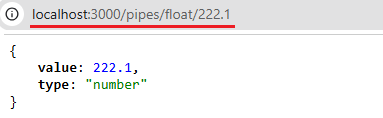 localhost:3000/pipes/float/222.1
{
value: 222.1,
type: "number"
}